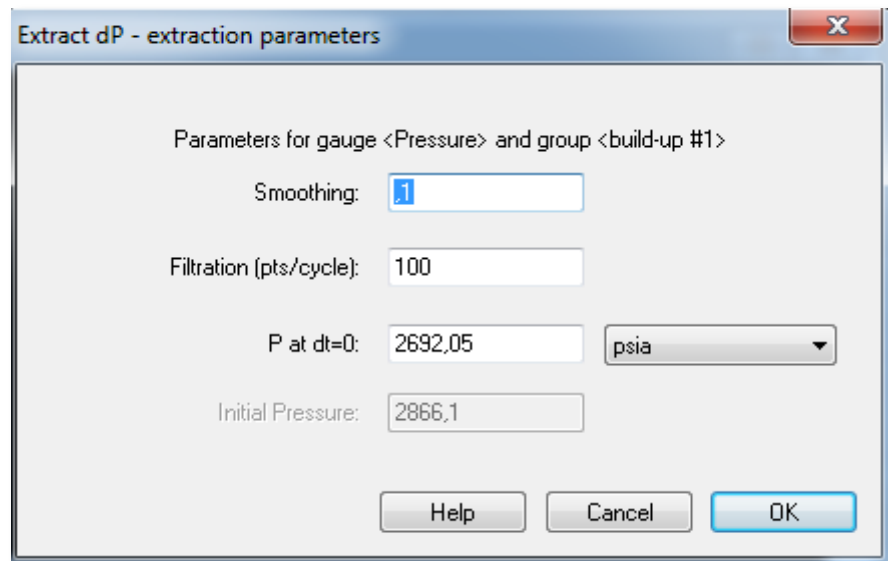 Extract dP - extraction parameters
Parameters for gauge <Pressure> and group <build-up #1>
Smoothing: ,1
Filtration (pts/cycle): 100
P at dt=0: 2692,05 psia
Initial Pressure: 2866,1
Help Cancel OK